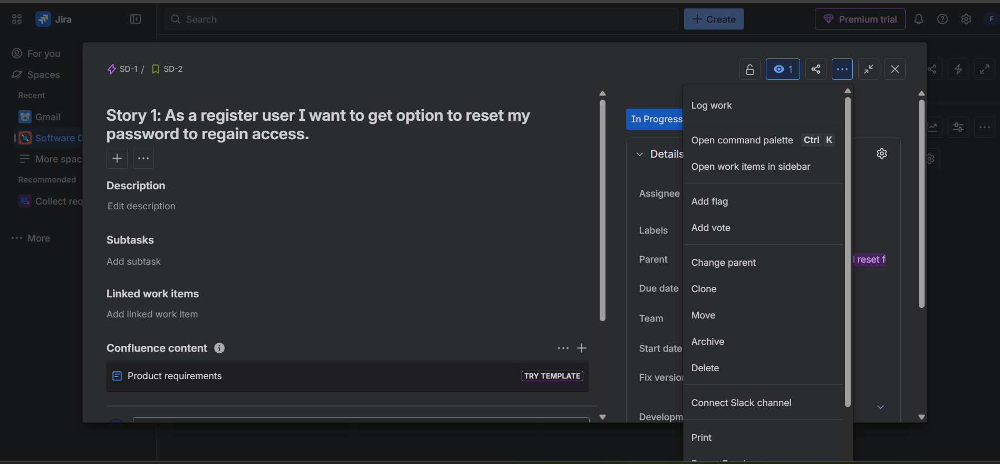 Jira
Search
Create
Premium trial
F
For you
Spaces
Recent
Gmail
Software D
More spac
Recommended
Collect req
More
SD-1 / SD-2
1
Story 1: As a register user I want to get option to reset my
password to regain access.
Description
Edit description
Subtasks
Add subtask
Linked work items
Add linked work item
Confluence content
Product requirements
TRY TEMPLATE
In Progress
Details
Assignee
Labels
Parent
reset f
Due date
Team
Start date
Fix version
Developm
Log work
Open command palette Ctrl K
Open work items in sidebar
Add flag
Add vote
Change parent
Clone
Move
Archive
Delete
Connect Slack channel
Print